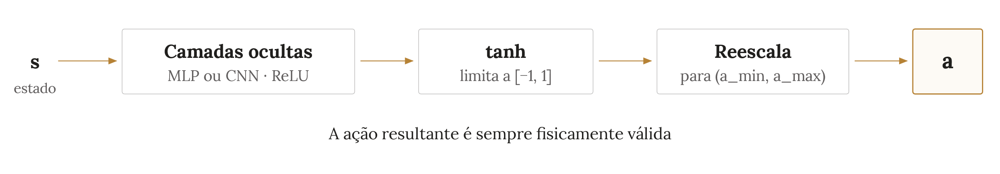 s
estado
Camadas ocultas
MLP ou CNN · ReLU
tanh
limita a [−1, 1]
Reescala
para (a_min, a_max)
a
A ação resultante é sempre fisicamente válida